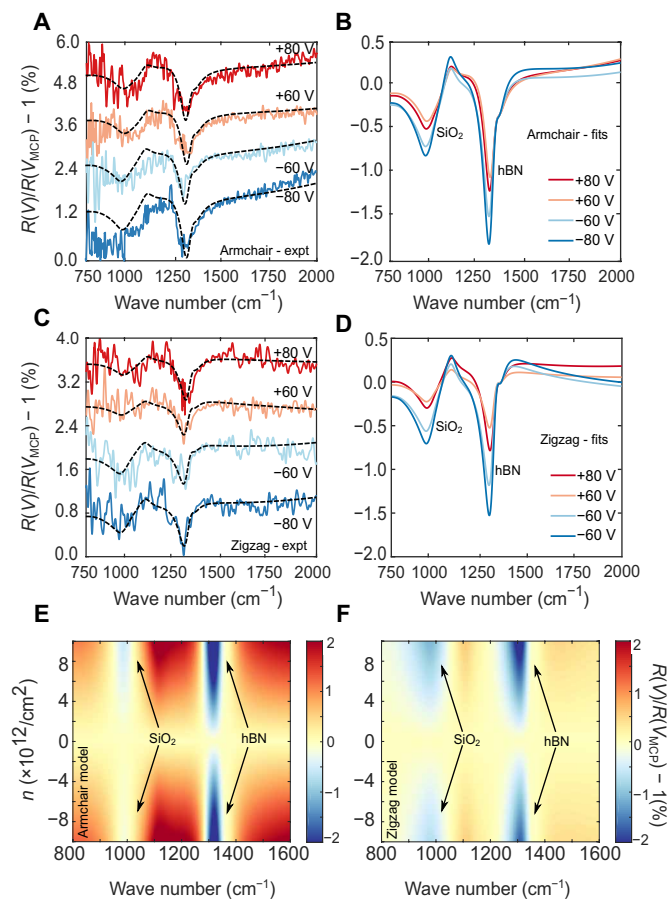 A
R(V)/R(V_MCP) − 1 (%)
6.0
4.8
3.6
2.4
1.2
0.0
+80 V
+60 V
−60 V
−80 V
Armchair - expt
750 1000 1250 1500 1750 2000
Wave number (cm⁻¹)
B
0.5
0.0
−0.5
−1.0
−1.5
−2.0
SiO₂
hBN
Armchair - fits
+80 V
+60 V
−60 V
−80 V
750 1000 1250 1500 1750 2000
Wave number (cm⁻¹)
C
R(V)/R(V_MCP) − 1 (%)
4.0
3.2
2.4
1.6
0.8
0.0
+80V
+60 V
−60 V
−80 V
Zigzag - expt
750 1000 1250 1500 1750 2000
Wave number (cm⁻¹)
D
0.5
0.0
−0.5
−1.0
−1.5
−2.0
SiO₂
hBN
Zigzag - fits
+80 V
+60 V
−60 V
−60 V
750 1000 1250 1500 1750 2000
Wave number (cm⁻¹)
E
n (×10¹²/cm²)
8
4
0
−4
−8
Armchair model
SiO₂
hBN
2
1
0
−1
−2
800 1000 1200 1400 1600
Wave number (cm⁻¹)
F
8
4
0
−4
−8
Zigzag model
SiO₂
hBN
2
1
0
−1
−2
R(V)/R(V_MCP) − 1(%)
800 1000 1200 1400 1600
Wave number (cm⁻¹)